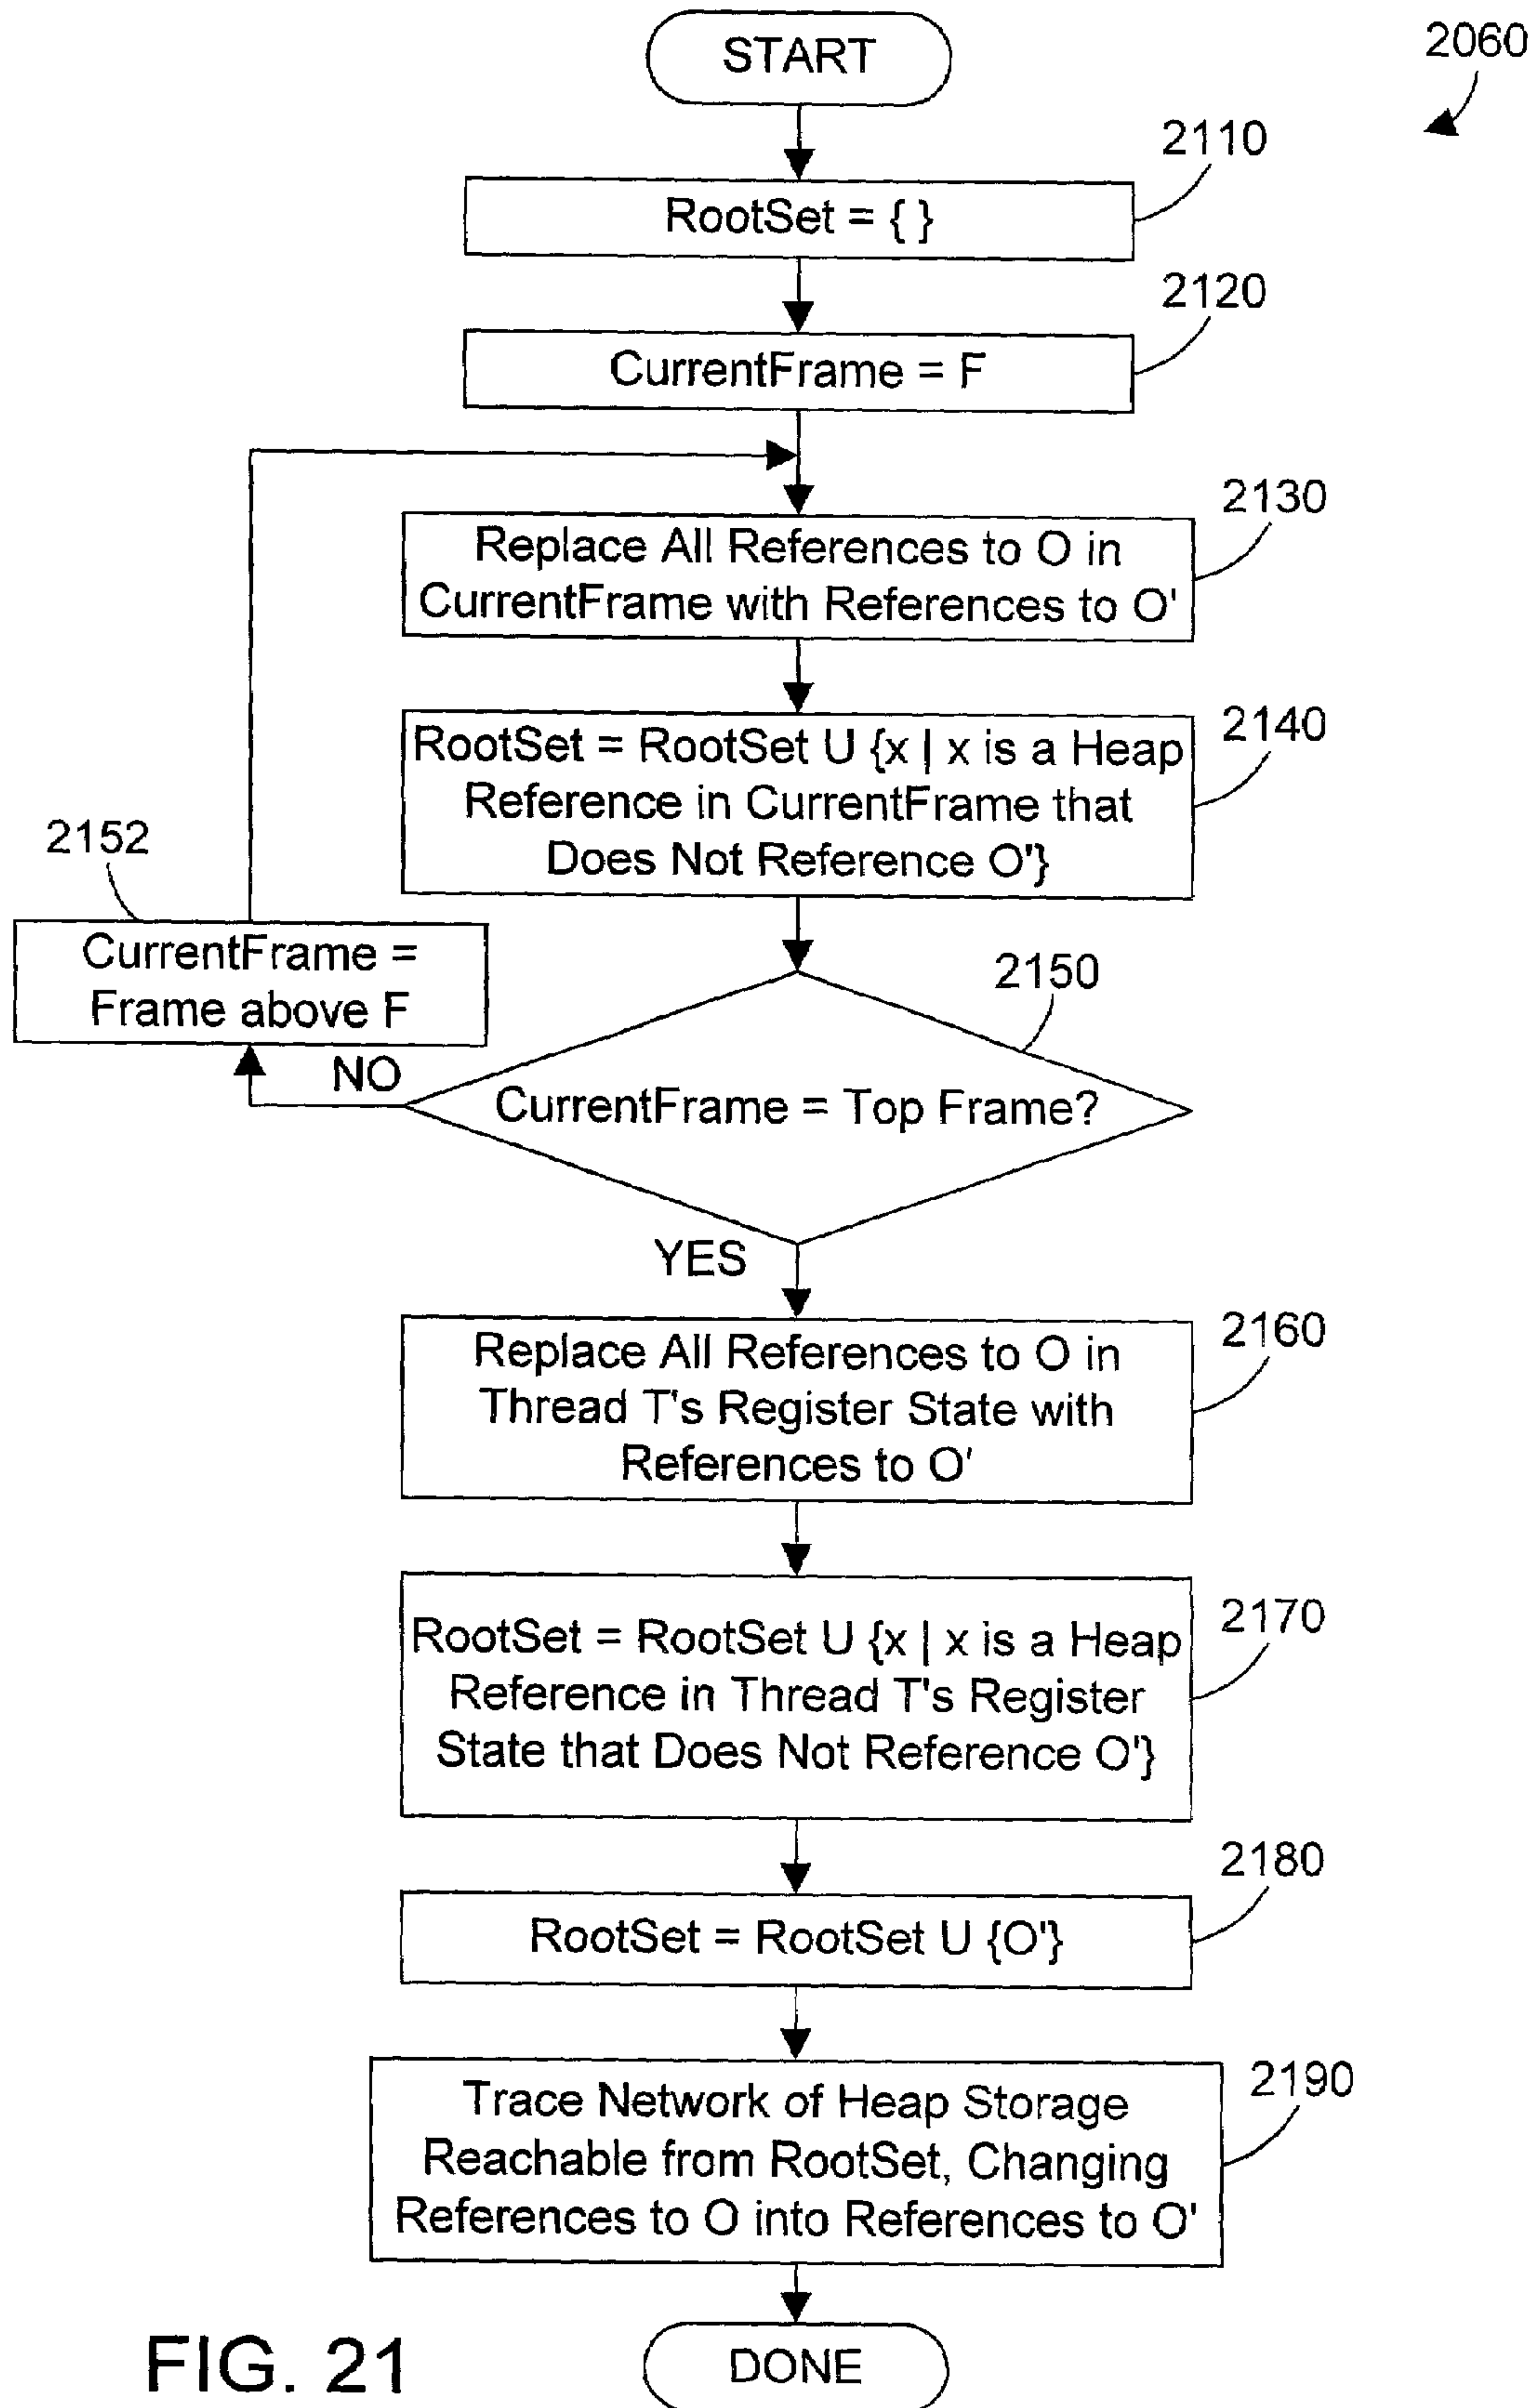 START
2060
2110
RootSet = { }
2120
CurrentFrame = F
2130
Replace All References to O in
CurrentFrame with References to O'
2140
RootSet = RootSet U {x | x is a Heap
Reference in CurrentFrame that
Does Not Reference O'}
2152
CurrentFrame =
Frame above F
2150
NO
CurrentFrame = Top Frame?
YES
2160
Replace All References to O in
Thread T's Register State with
References to O'
2170
RootSet = RootSet U {x | x is a Heap
Reference in Thread T's Register
State that Does Not Reference O'}
2180
RootSet = RootSet U {O'}
2190
Trace Network of Heap Storage
Reachable from RootSet, Changing
References to O into References to O'
DONE
FIG. 21